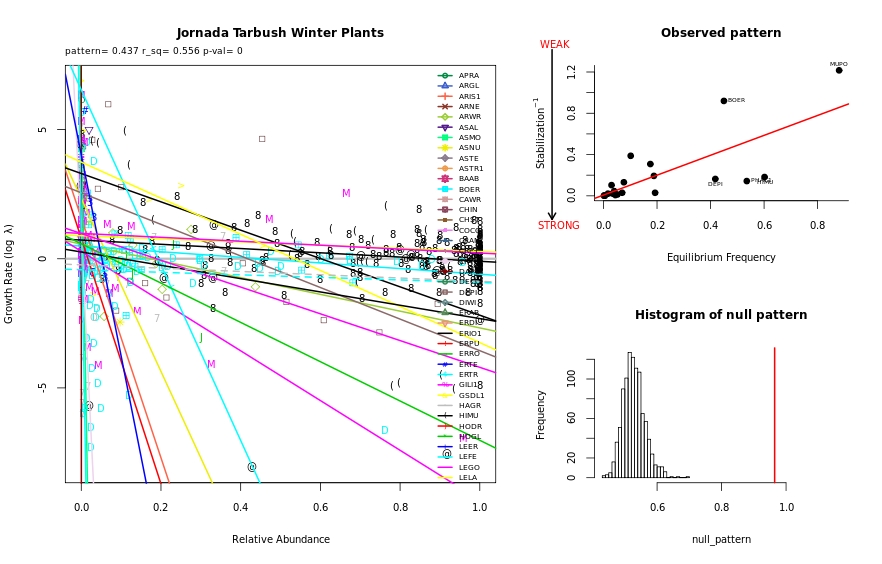 Jornada Tarbush Winter Plants
pattern= 0.437 r_sq= 0.556 p-val= 0
Growth Rate (log λ)
5
0
-5
0.0 0.2 0.4 0.6 0.8 1.0
Relative Abundance
APRA
ARGL
ARIS1
ARNE
ARWR
ASAL
ASMO
ASNU
ASTE
ASTR1
BAAB
BOER
CAWR
CHIN
DIWI
ERIO1
ERPU
ERRO
ERTE
ERTR
GILI1
GSDL1
HAGR
HIMU
HODR
LEER
LEFE
LEGO
LELA
WEAK
Stabilization⁻¹
STRONG
Observed pattern
1.2
0.8
0.4
0.0
MUPO
BOER
DEPI
0.0 0.2 0.4 0.6 0.8
Equilibrium Frequency
Histogram of null pattern
Frequency
100
60
20
0
0.6 0.8 1.0
null_pattern